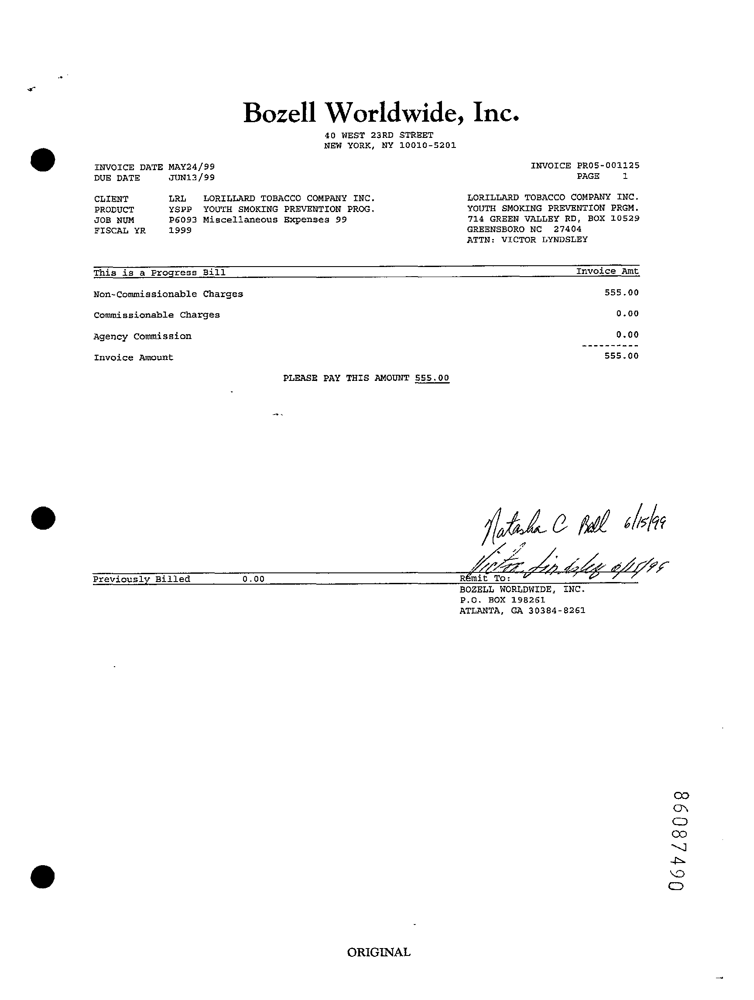 Bozell Worldwide, Inc.
40 WEST 23RD STREET
NEW YORK, NY 10010-5201
INVOICE DATE MAY24/99
DUE DATE JUN13/99
INVOICE PR05-001125
PAGE 1
CLIENT LRL LORILLARD TOBACCO COMPANY INC.
PRODUCT YSPP YOUTH SMOKING PREVENTION PROG.
JOB NUM P6093 Miscellaneous Expenses 99
FISCAL YR 1999
LORILLARD TOBACCO COMPANY INC.
YOUTH SMOKING PREVENTION PRGM.
714 GREEN VALLEY RD, BOX 10529
GREENSBORO NC 27404
ATTN: VICTOR LYNDSLEY
This is a Progress Bill Invoice Amt
Non-Commissionable Charges 555.00
Commissionable Charges 0.00
Agency Commission 0.00
----------
Invoice Amount 555.00
PLEASE PAY THIS AMOUNT 555.00
Natasha C Bell 6/15/99
Victor Lindsley 6/15/99
Previously Billed 0.00
Remit To:
BOZELL WORLDWIDE, INC.
P.O. BOX 198261
ATLANTA, GA 30384-8261
86087490
ORIGINAL